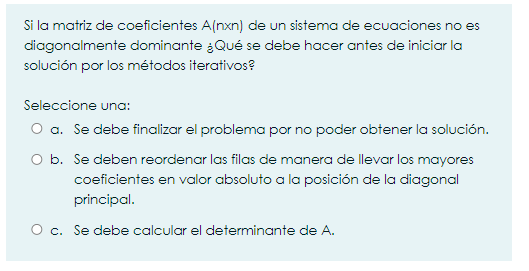 Si la matriz de coeficientes A(nxn) de un sistema de ecuaciones no es
diagonalmente dominante ¿Qué se debe hacer antes de iniciar la
solución por los métodos iterativos?
Seleccione una:
a. Se debe finalizar el problema por no poder obtener la solución.
b. Se deben reordenar las filas de manera de llevar los mayores
coeficientes en valor absoluto a la posición de la diagonal
principal.
c. Se debe calcular el determinante de A.